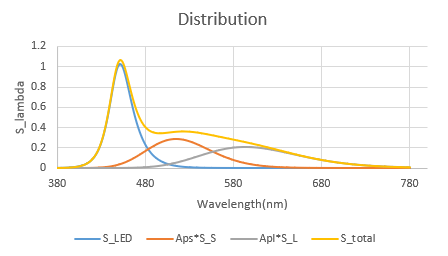 Distribution
1.2
1
0.8
0.6
0.4
0.2
0
S_lambda
380 480 580 680 780
Wavelength(nm)
S_LED Aps*S_S Apl*S_L S_total